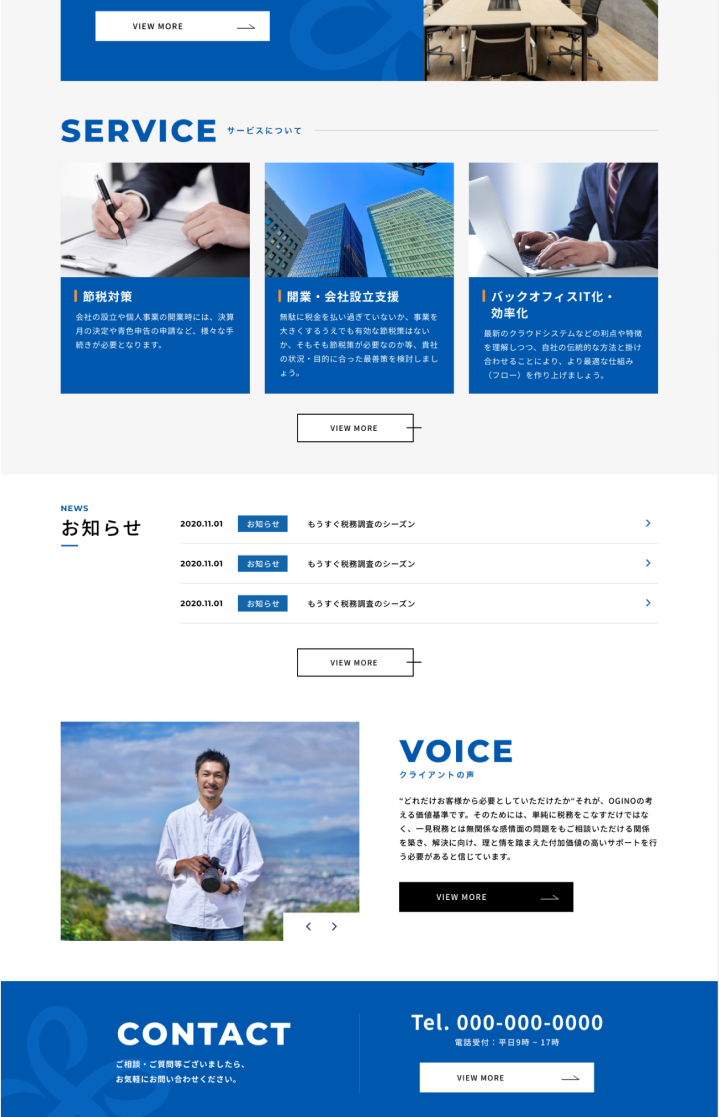 VIEW MORE
SERVICE サービスについて
節税対策
会社の設立や個人事業の開業時には、決算
月の決定や青色申告の申請など、様々な手
続きが必要となります。
開業・会社設立支援
無駄に税金を払い過ぎていないか、事業を
大きくするうえでも有効な節税策はない
か、そもそも節税策が必要なのか等、貴社
の状況・目的に合った最善策を検討しまし
ょう。
バックオフィスIT化・
効率化
最新のクラウドシステムなどの利点や特徴
を理解しつつ、自社の伝統的な方法と掛け
合わせることにより、より最適な仕組み
（フロー）を作り上げましょう。
VIEW MORE
NEWS
お知らせ
2020.11.01 お知らせ もうすぐ税務調査のシーズン
2020.11.01 お知らせ もうすぐ税務調査のシーズン
2020.11.01 お知らせ もうすぐ税務調査のシーズン
VIEW MORE
VOICE
クライアントの声
"どれだけお客様から必要としていただけたか"それが、OGINOの考
える価値基準です。そのためには、単純に税務をこなすだけではな
く、一見税務とは無関係な感情面の問題をもご相談いただける関係
を築き、解決に向け、理と情を踏まえた付加価値の高いサポートを行
う必要があると信じています。
VIEW MORE
CONTACT
ご相談・ご質問等ございましたら、
お気軽にお問い合わせください。
Tel. 000-000-0000
電話受付：平日9時 ~ 17時
VIEW MORE